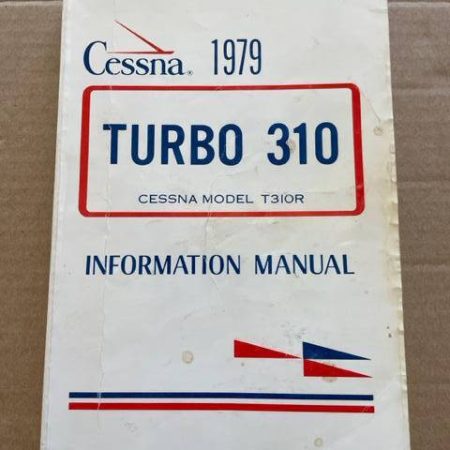 Cessna® 1979
TURBO 310
CESSNA MODEL T310R
INFORMATION MANUAL